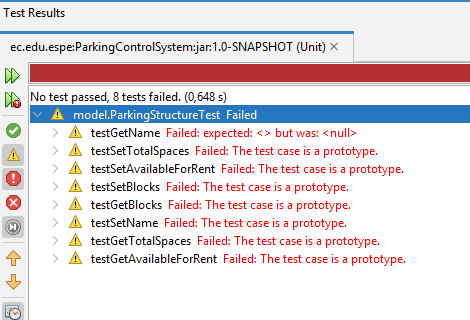 Test Results
ec.edu.espe:ParkingControlSystem:jar:1.0-SNAPSHOT (Unit) ×
No test passed, 8 tests failed. (0,648 s)
model.ParkingStructureTest Failed
testGetName Failed: expected: <> but was: <null>
testSetTotalSpaces Failed: The test case is a prototype.
testSetAvailableForRent Failed: The test case is a prototype.
testSetBlocks Failed: The test case is a prototype.
testGetBlocks Failed: The test case is a prototype.
testSetName Failed: The test case is a prototype.
testGetTotalSpaces Failed: The test case is a prototype.
testGetAvailableForRent Failed: The test case is a prototype.